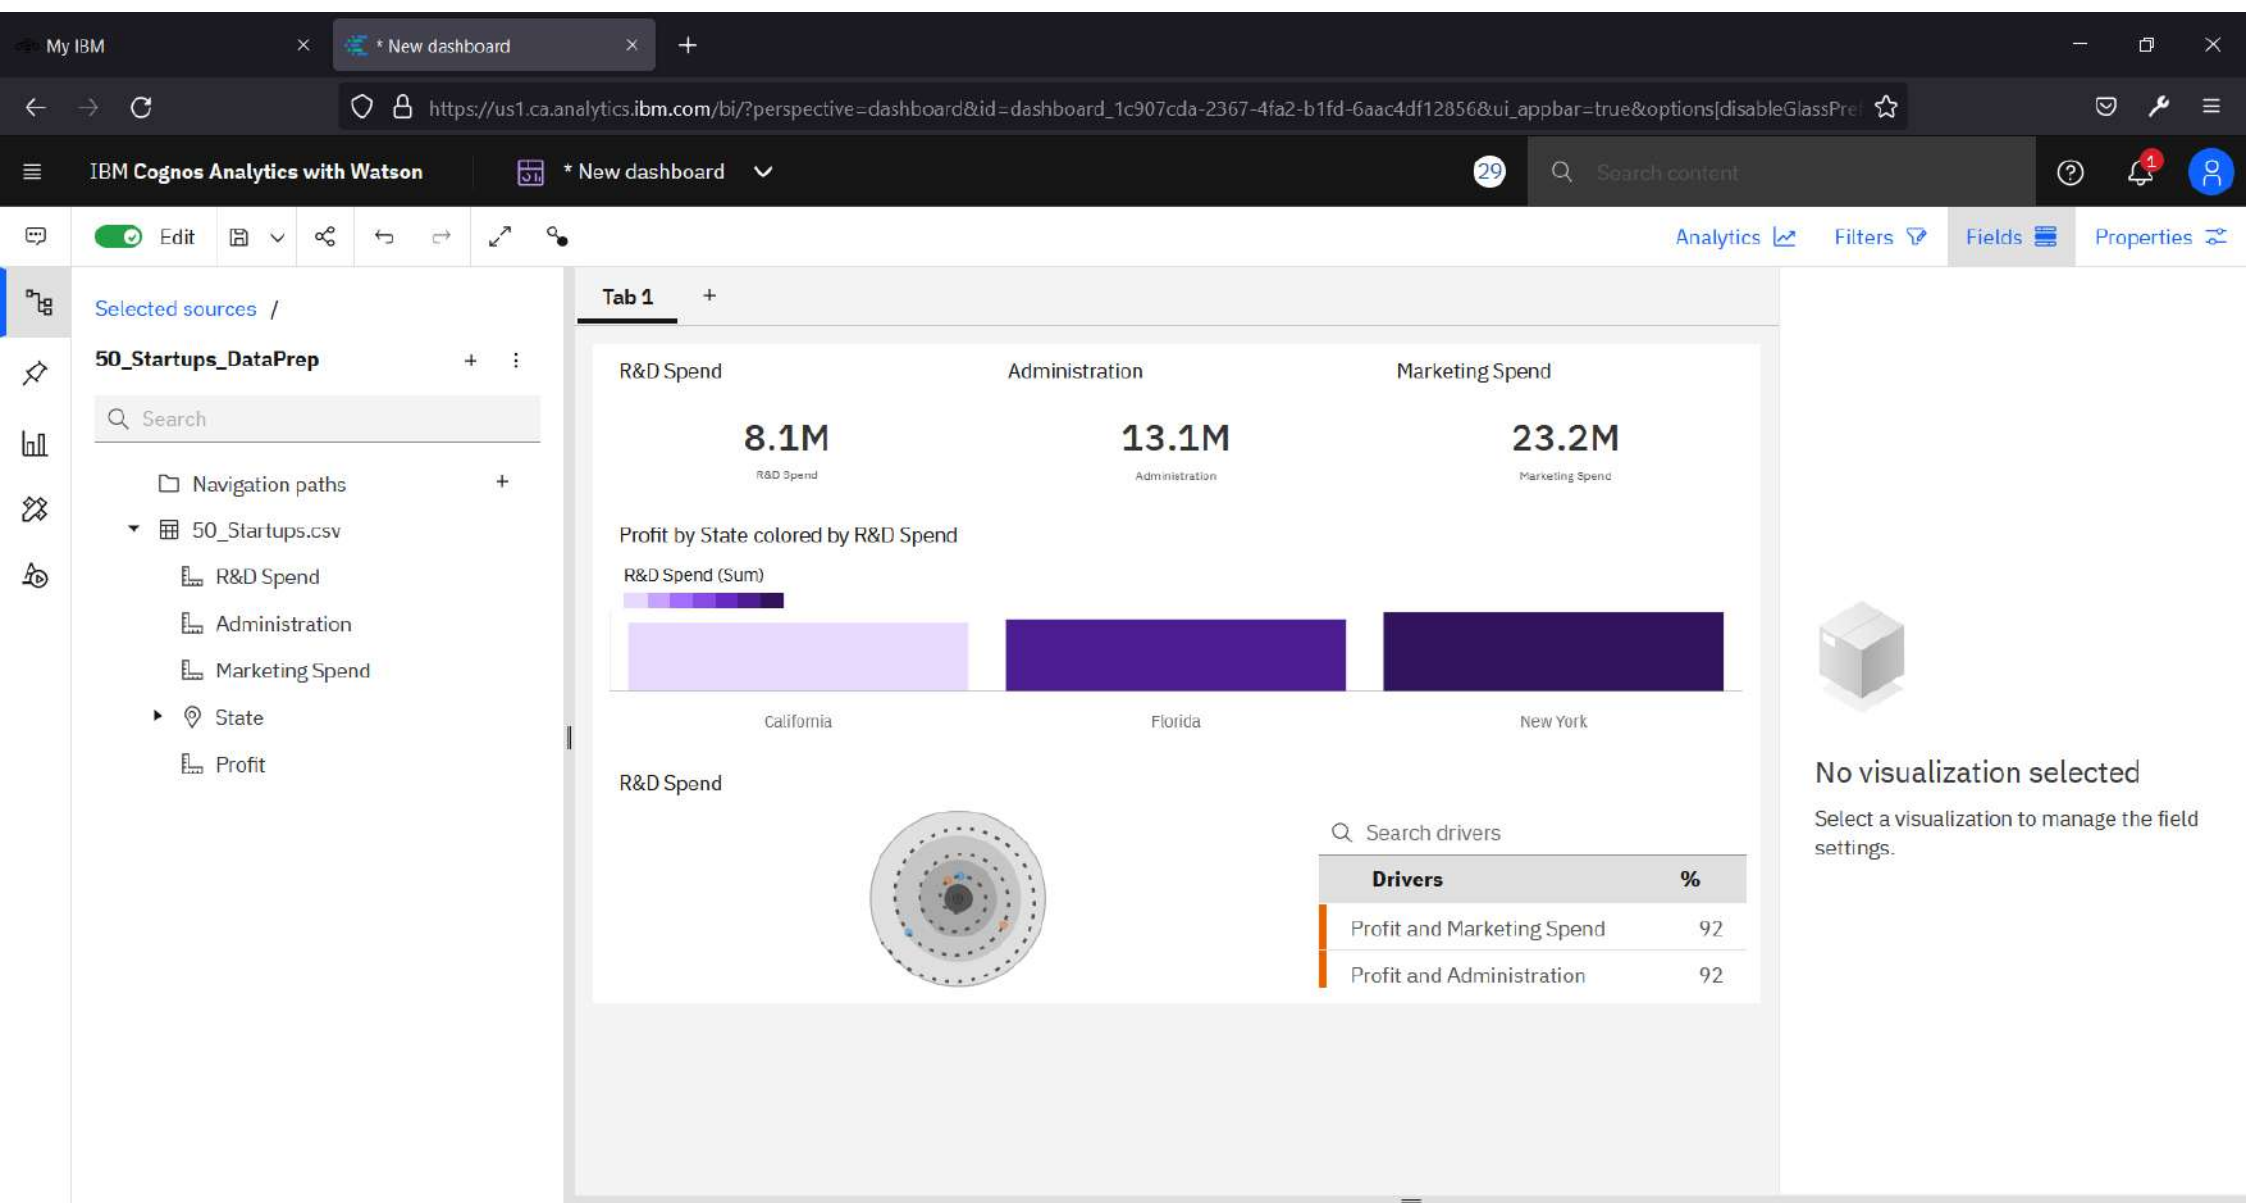 My IBM
* New dashboard
https://us1.ca.analytics.ibm.com/bi/?perspective=dashboard&id=dashboard_1c907cda-2367-4fa2-b1fd-6aac4df12856&ui_appbar=true&options[disableGlassPre
IBM Cognos Analytics with Watson
* New dashboard
29
Search content
1
Edit
Analytics
Filters
Fields
Properties
Selected sources /
50_Startups_DataPrep
Search
Navigation paths
50_Startups.csv
R&D Spend
Administration
Marketing Spend
State
Profit
Tab 1
R&D Spend
8.1M
R&D Spend
Administration
13.1M
Administration
Marketing Spend
23.2M
Marketing Spend
Profit by State colored by R&D Spend
R&D Spend (Sum)
California
Florida
New York
R&D Spend
Search drivers
Drivers %
Profit and Marketing Spend 92
Profit and Administration 92
No visualization selected
Select a visualization to manage the field
settings.